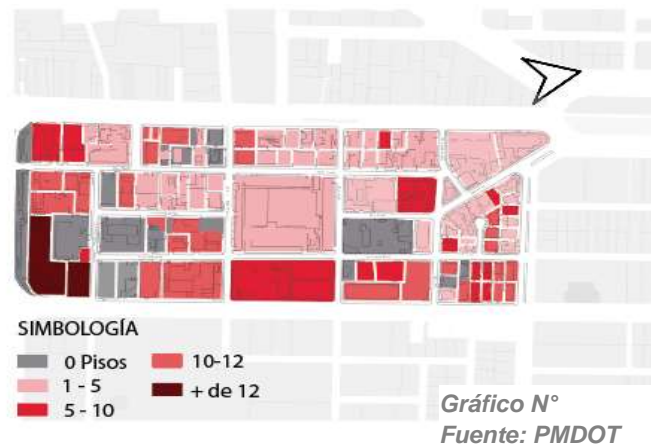 SIMBOLOGÍA
0 Pisos
1 - 5
5 - 10
10-12
+ de 12
Gráfico N°
Fuente: PMDOT